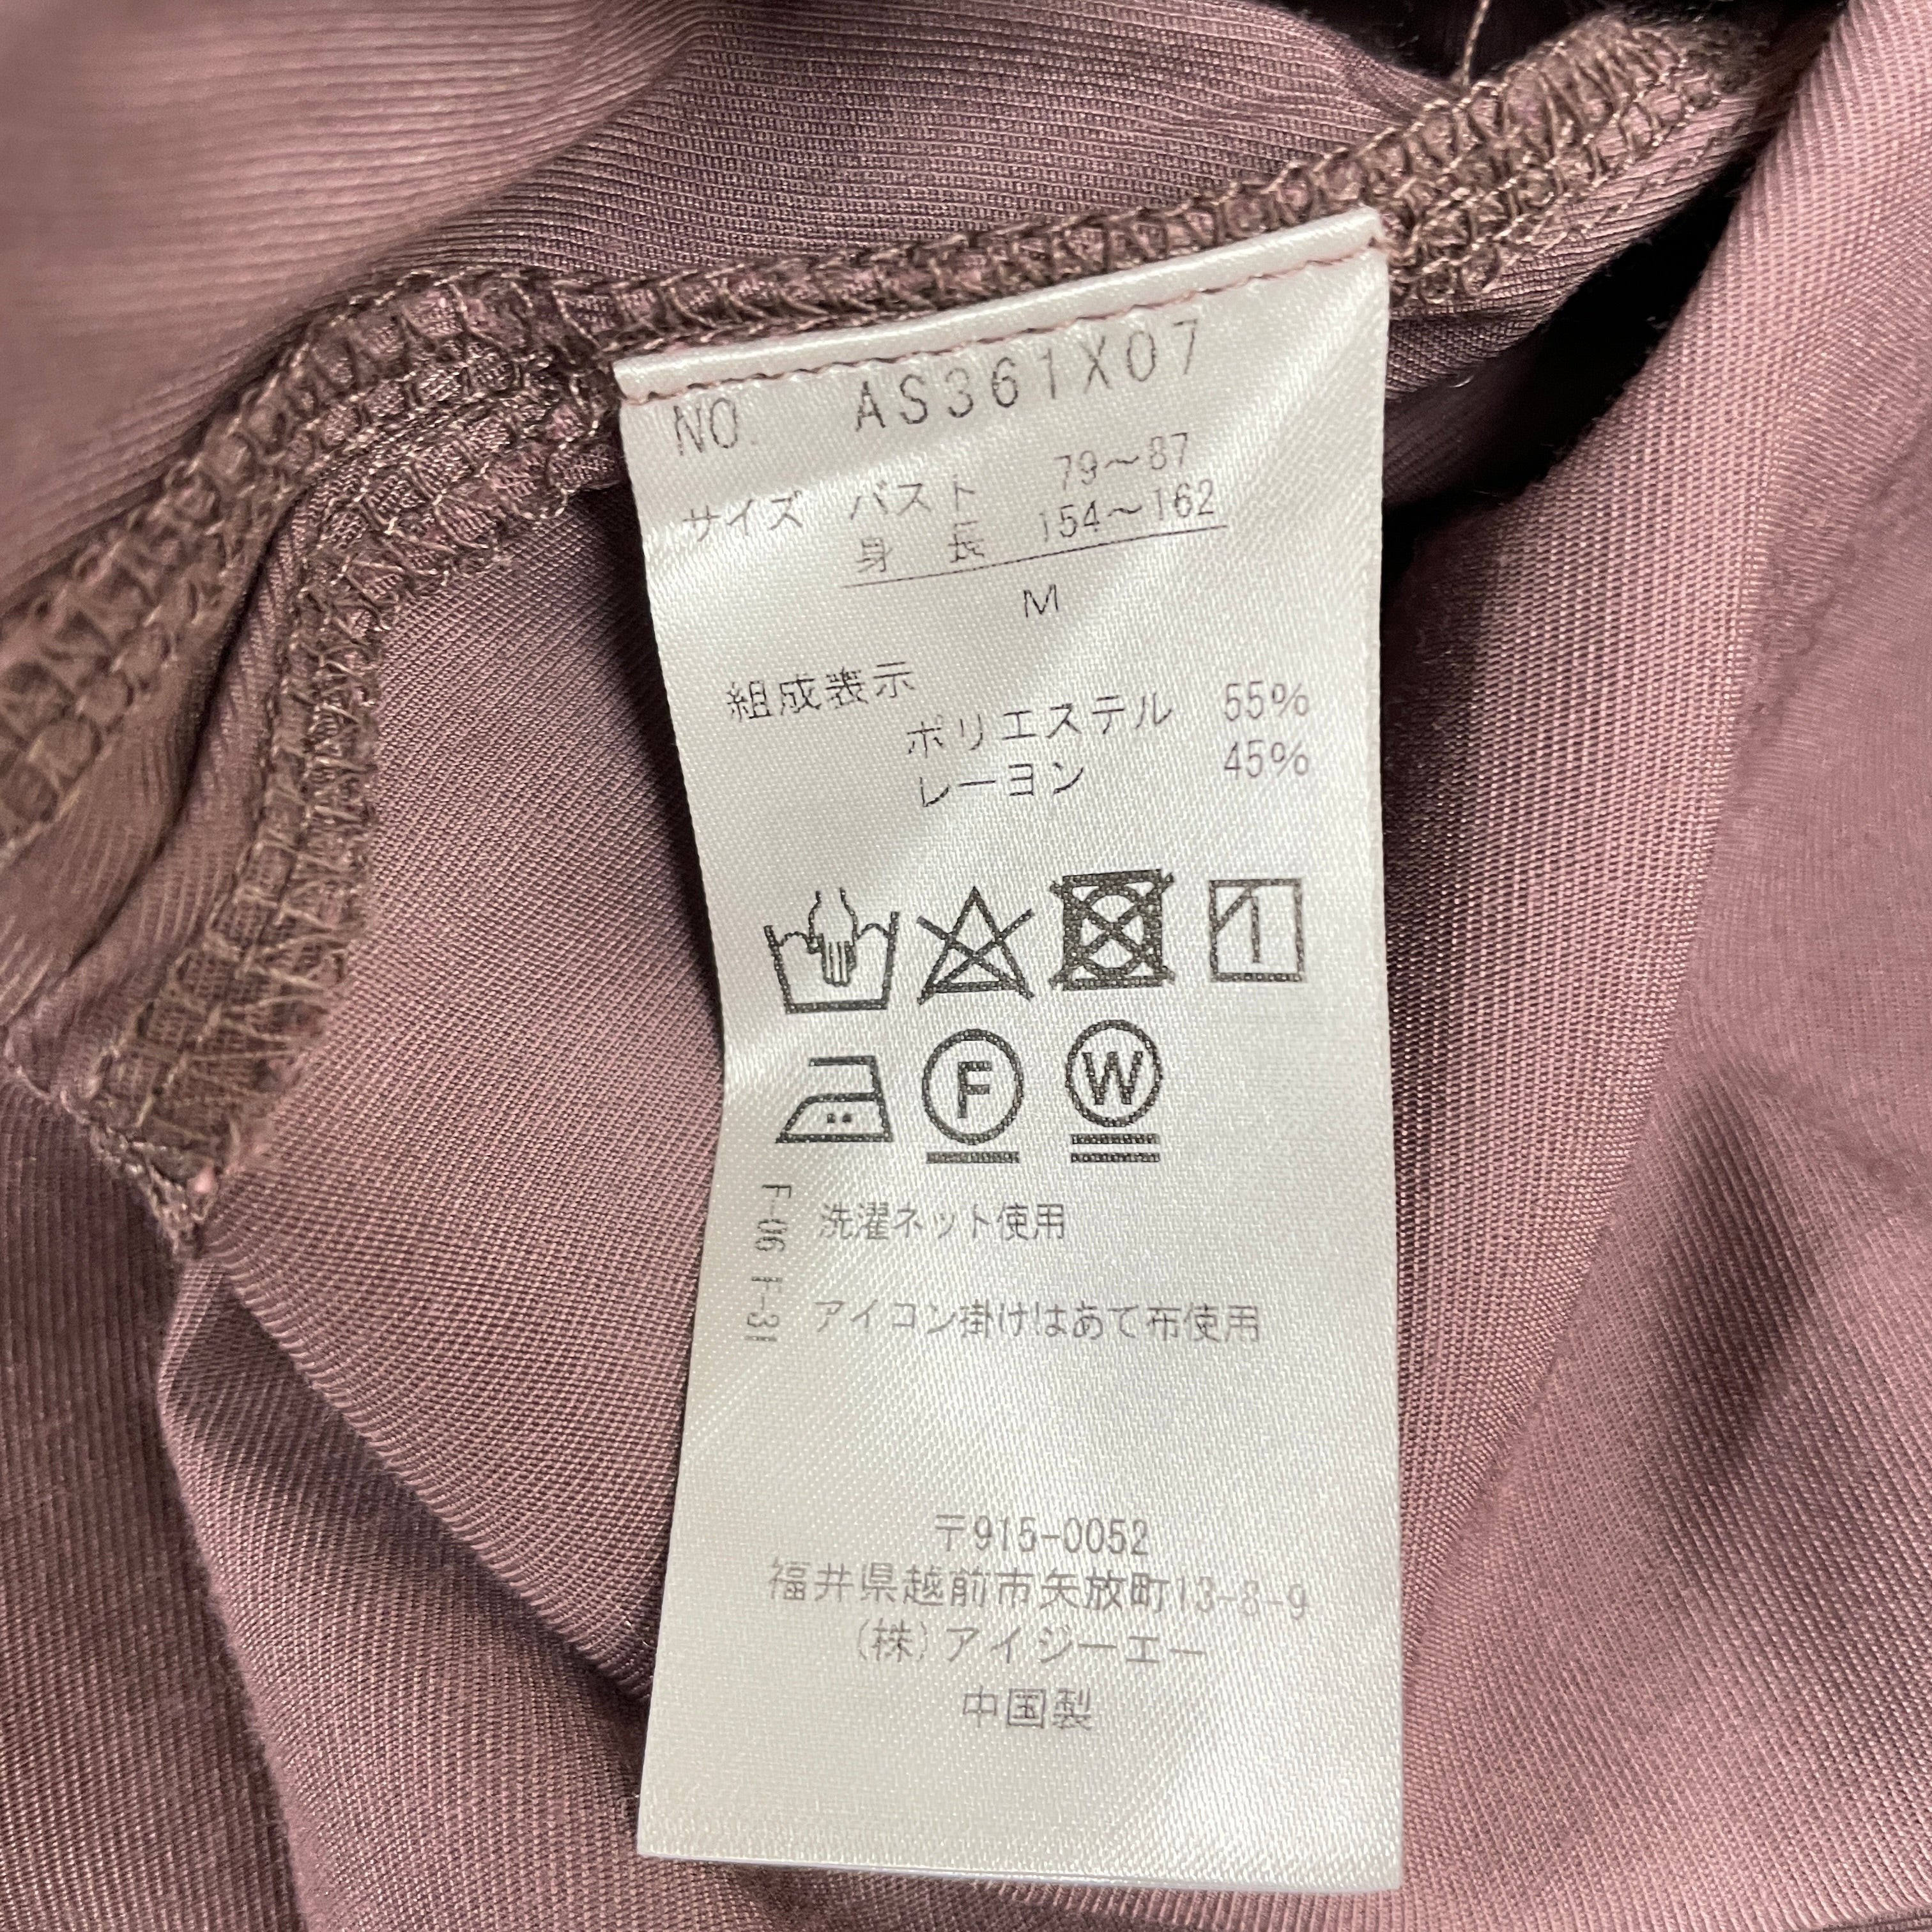 NO. AS361X07
サイズ バスト 79～87
身 長 154～162
M
組成表示
ポリエステル 55%
レーヨン 45%
F
W
F-06 F-31
洗濯ネット使用
アイコン掛けはあて布使用
〒915-0052
福井県越前市矢放町13-8-9
(株)アイジーエー
中国製